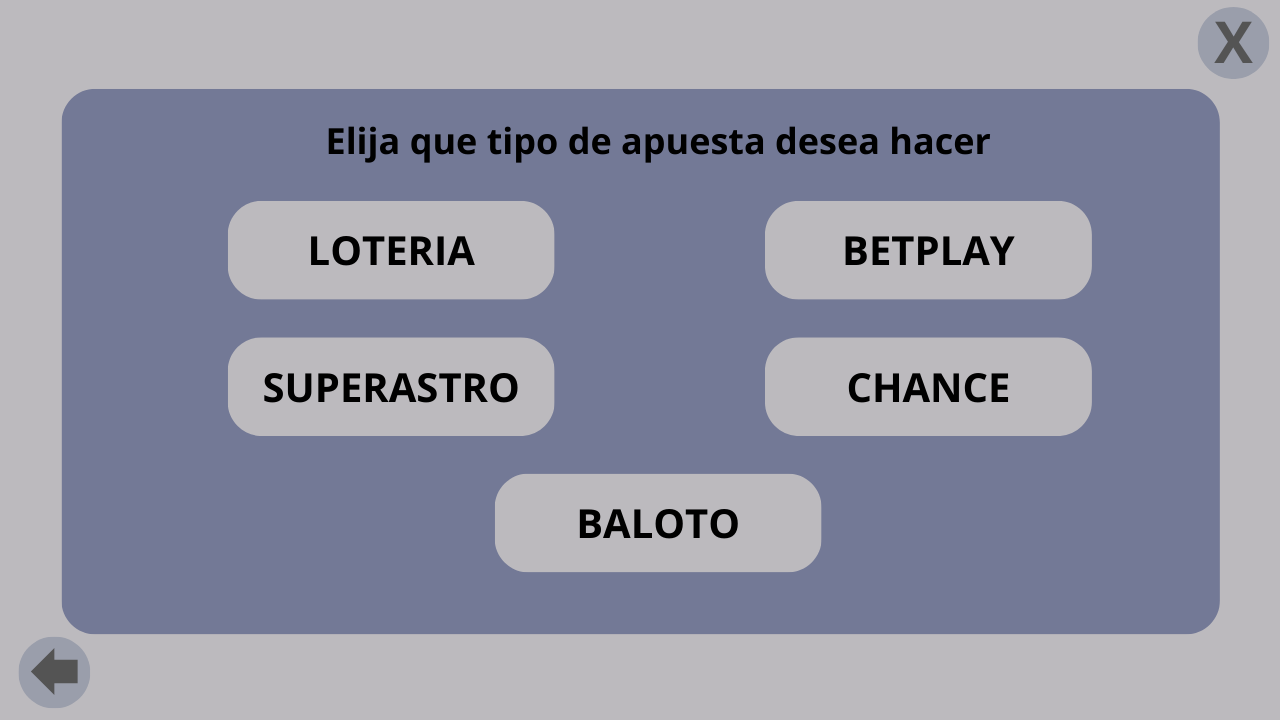 X
Elija que tipo de apuesta desea hacer
LOTERIA
BETPLAY
SUPERASTRO
CHANCE
BALOTO